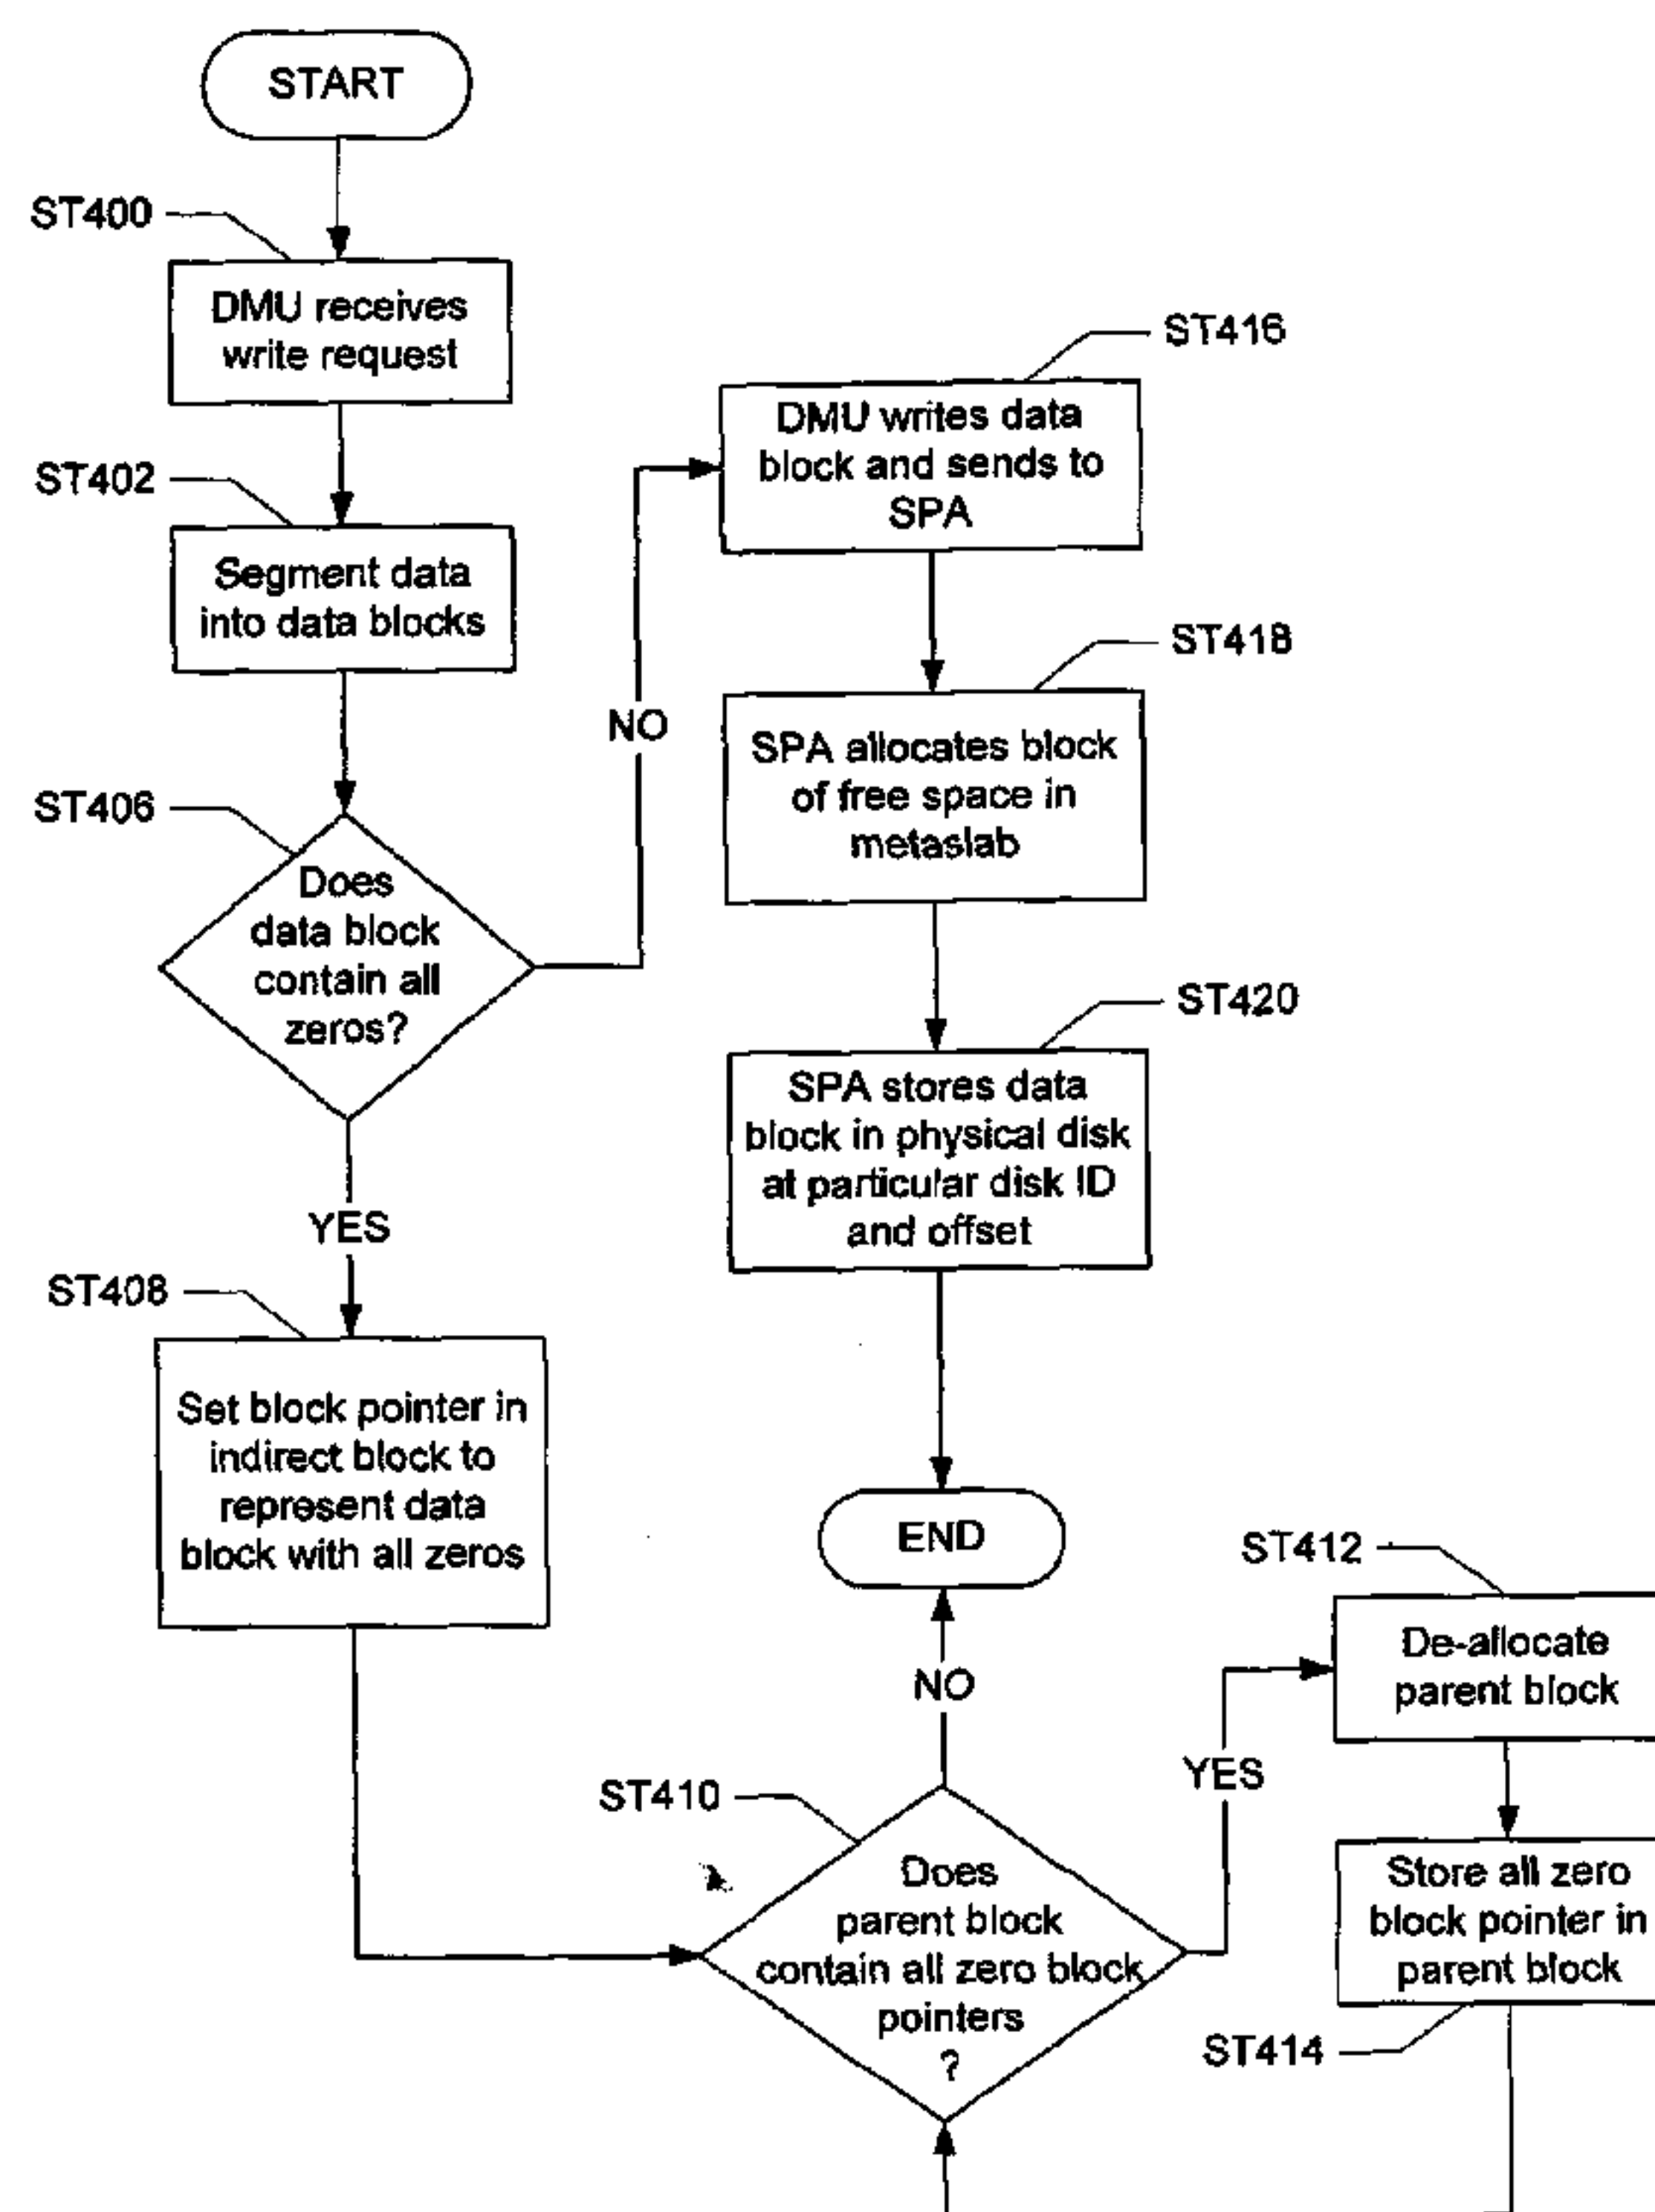 START
ST400
DMU receives
write request
ST402
Segment data
into data blocks
ST406
Does
data block
contain all
zeros?
NO
YES
ST408
Set block pointer in
indirect block to
represent data
block with all zeros
ST416
DMU writes data
block and sends to
SPA
ST418
SPA allocates block
of free space in
metaslab
ST420
SPA stores data
block in physical disk
at particular disk ID
and offset
END
NO
ST410
Does
parent block
contain all zero block
pointers
?
YES
ST412
De-allocate
parent block
Store all zero
block pointer in
parent block
ST414